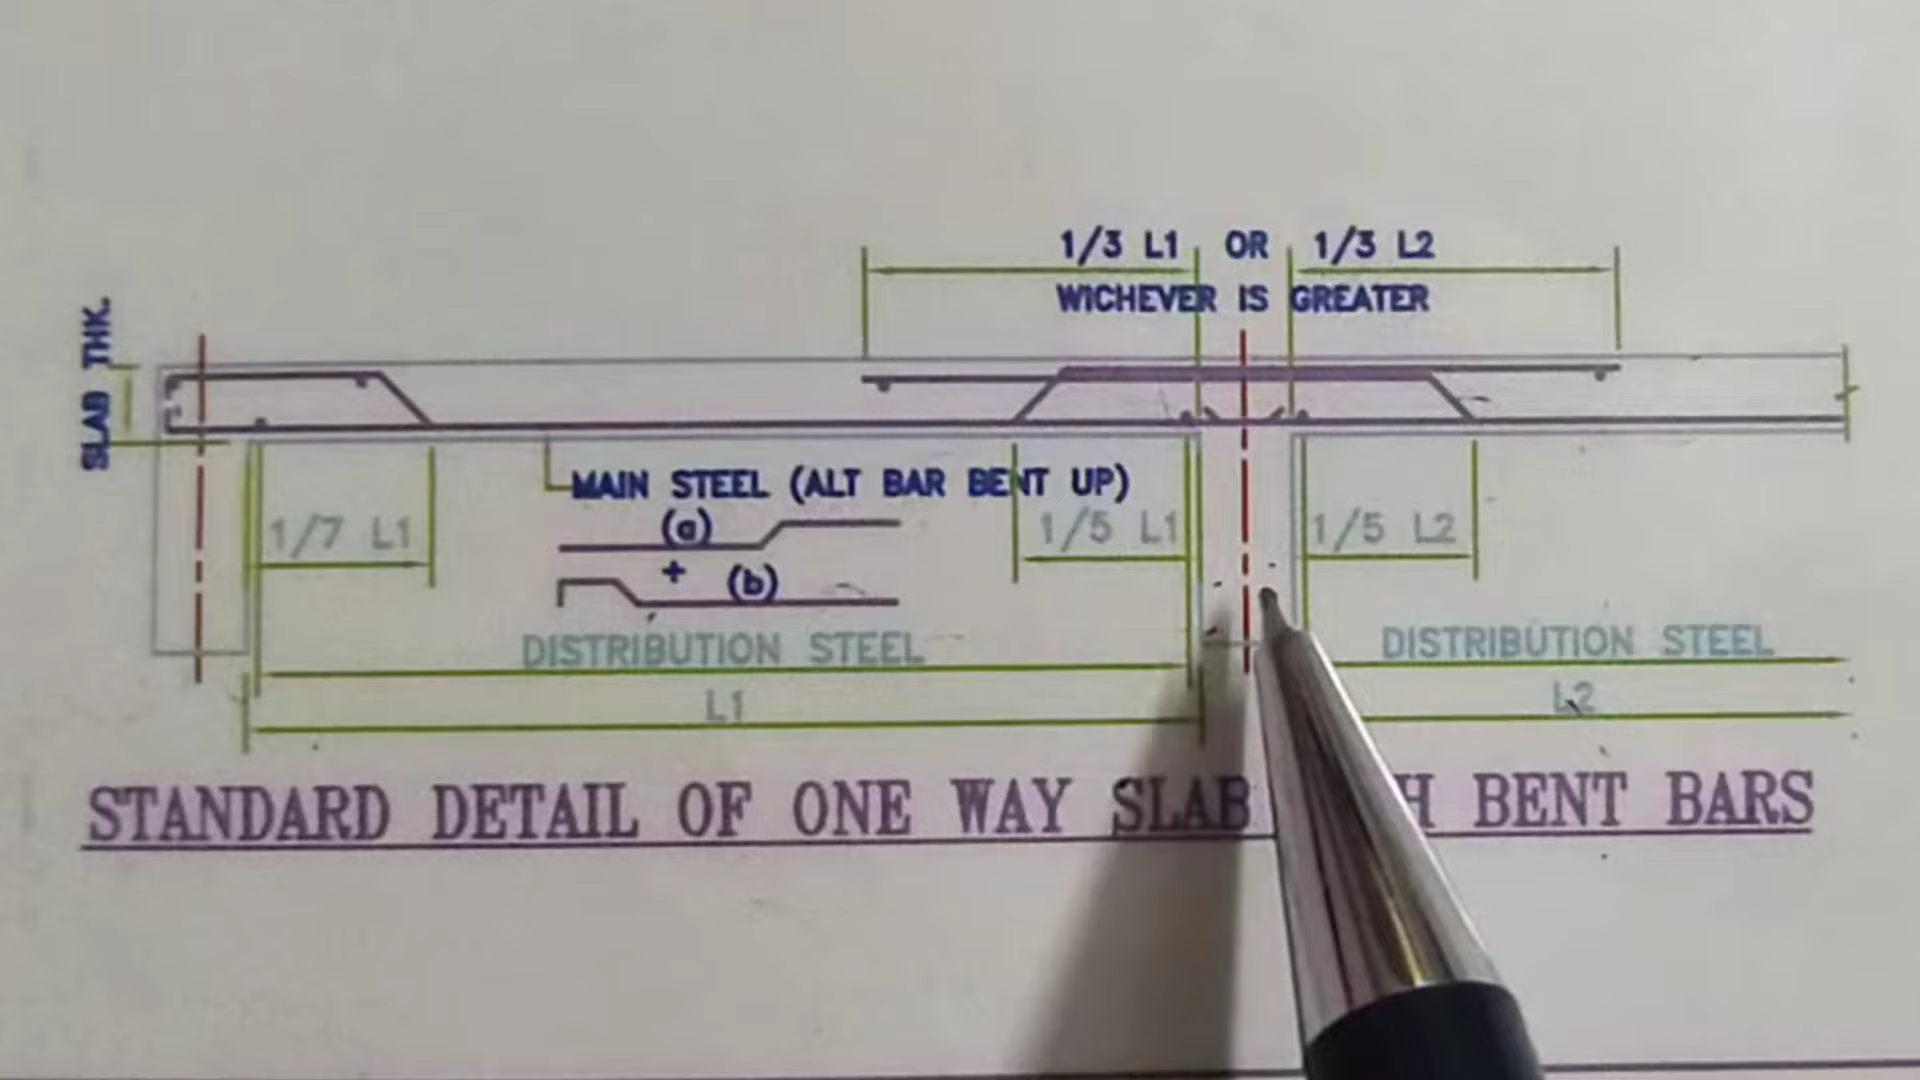 1/3 L1 OR 1/3 L2
WICHEVER IS GREATER
SLAB THK.
MAIN STEEL (ALT BAR BENT UP)
(a)
+ (b)
1/7 L1
1/5 L1
1/5 L2
DISTRIBUTION STEEL
DISTRIBUTION STEEL
L1
L2
STANDARD DETAIL OF ONE WAY SLAB H BENT BARS